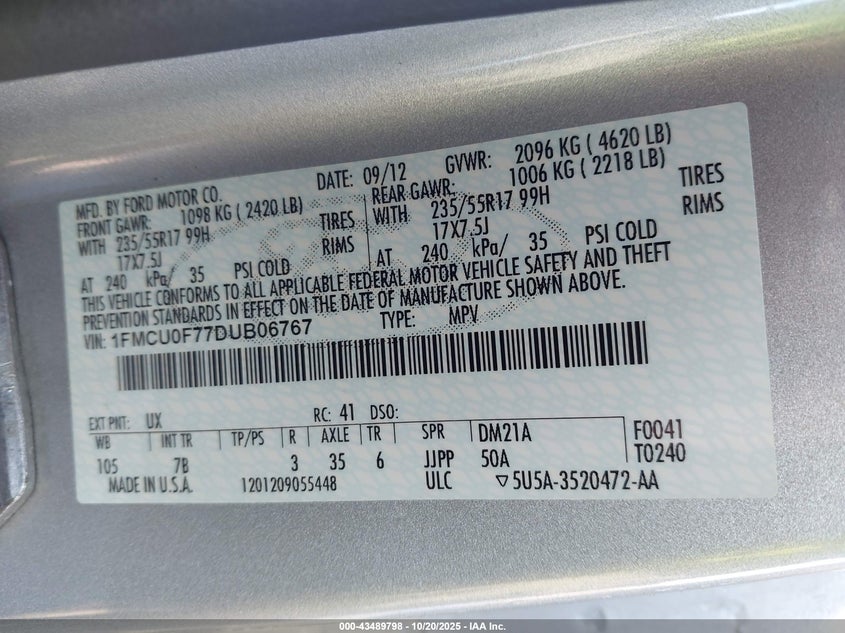 MFD. BY FORD MOTOR CO. DATE: 09/12 GVWR: 2096 KG ( 4620 LB)
FRONT GAWR: 1098 KG ( 2420 LB) REAR GAWR: 1006 KG ( 2218 LB)
WITH 235/55R17 99H TIRES WITH 235/55R17 99H TIRES
17X7.5J RIMS 17X7.5J RIMS
AT 240 kPa/ 35 PSI COLD AT 240 kPa/ 35 PSI COLD
THIS VEHICLE CONFORMS TO ALL APPLICABLE FEDERAL MOTOR VEHICLE SAFETY AND THEFT
PREVENTION STANDARDS IN EFFECT ON THE DATE OF MANUFACTURE SHOWN ABOVE.
VIN: 1FMCU0F77DUB06767 TYPE: MPV
EXT PNT: UX RC: 41 DSO:
WB INT TR TP/PS R AXLE TR SPR DM21A F0041
105 7B 3 35 6 JJPP 50A T0240
MADE IN U.S.A. 1201209055448 ULC ▽5U5A-3520472-AA
000-43489798 - 10/20/2025 - IAA Inc.